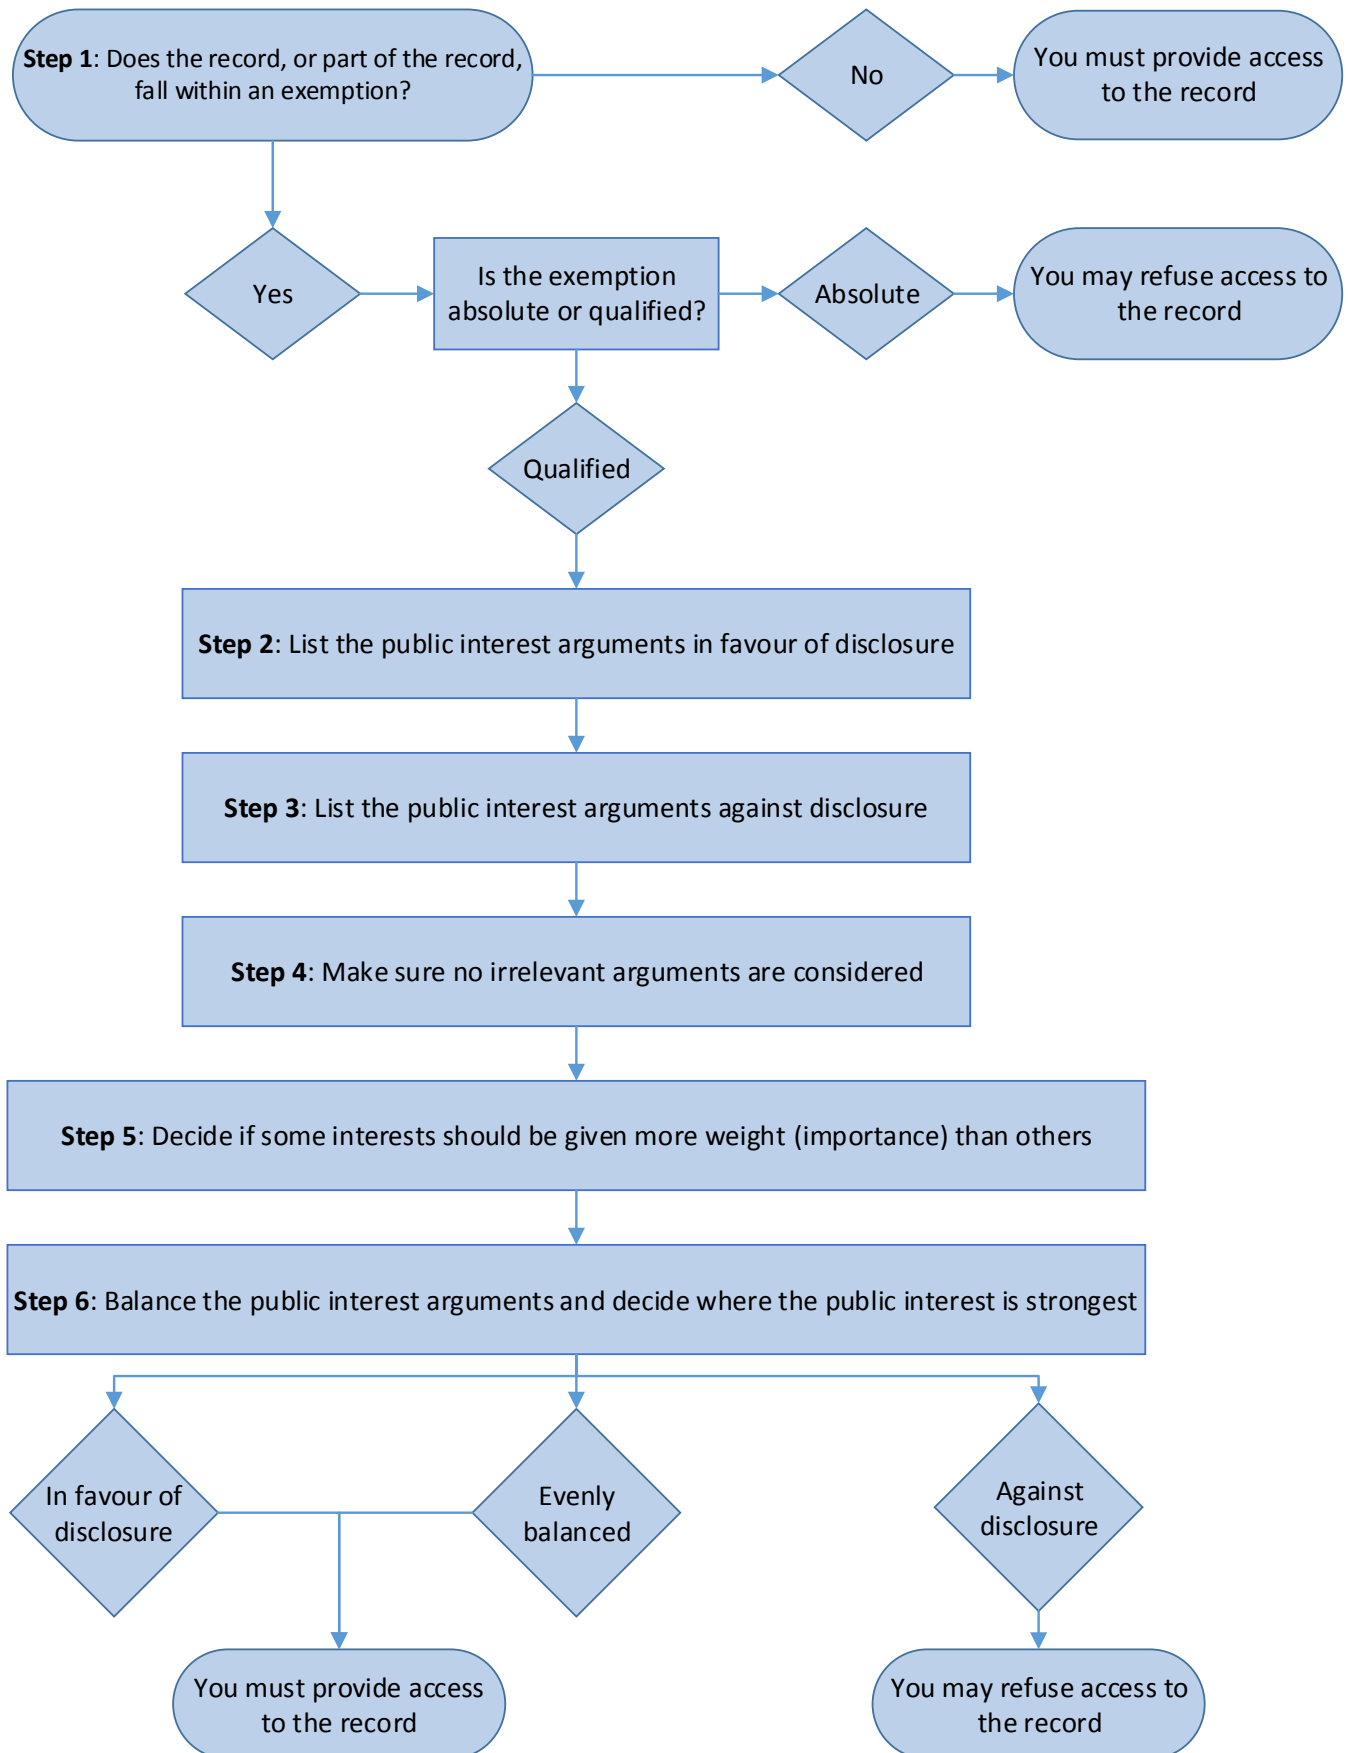 Step 1: Does the record, or part of the record,
fall within an exemption?
No
You must provide access
to the record
Yes
Is the exemption
absolute or qualified?
Absolute
You may refuse access to
the record
Qualified
Step 2: List the public interest arguments in favour of disclosure
Step 3: List the public interest arguments against disclosure
Step 4: Make sure no irrelevant arguments are considered
Step 5: Decide if some interests should be given more weight (importance) than others
Step 6: Balance the public interest arguments and decide where the public interest is strongest
In favour of
disclosure
Evenly
balanced
Against
disclosure
You must provide access
to the record
You may refuse access to
the record